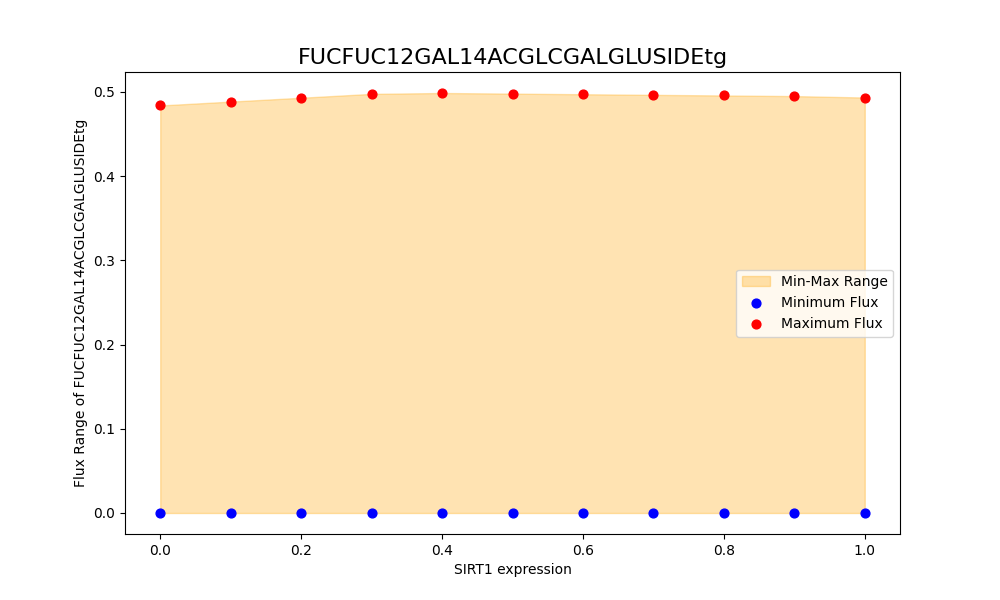 FUCFUC12GAL14ACGLCGALGLUSIDEtg
Flux Range of FUCFUC12GAL14ACGLCGALGLUSIDEtg
0.5
0.4
0.3
0.2
0.1
0.0
Min-Max Range
Minimum Flux
Maximum Flux
0.0 0.2 0.4 0.6 0.8 1.0
SIRT1 expression